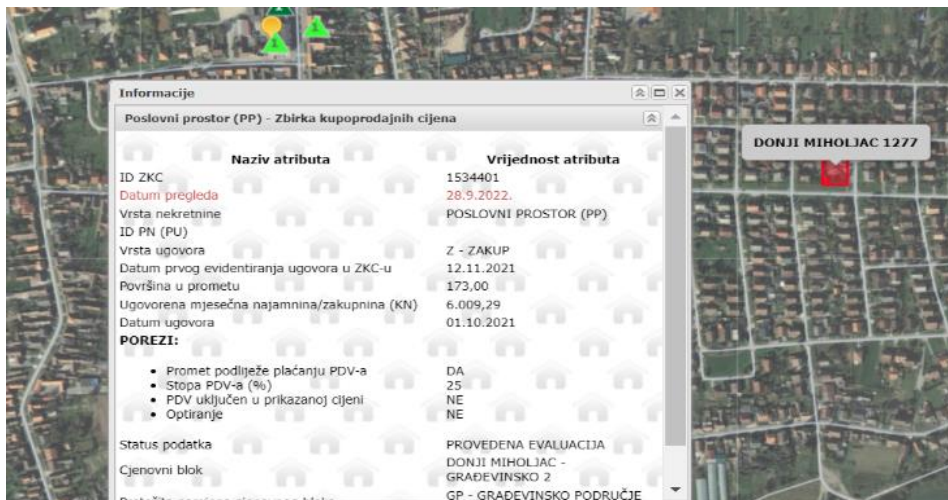 1
1
Informacije
Poslovni prostor (PP) - Zbirka kupoprodajnih cijena
DONJI MIHOLJAC 1277
Naziv atributa Vrijednost atributa
ID ZKC 1534401
Datum pregleda 28.9.2022.
Vrsta nekretnine POSLOVNI PROSTOR (PP)
ID PN (PU)
Vrsta ugovora Z - ZAKUP
Datum prvog evidentiranja ugovora u ZKC-u 12.11.2021
Površina u prometu 173,00
Ugovorena mjesečna najamnina/zakupnina (KN) 6.009,29
Datum ugovora 01.10.2021
POREZI:
• Promet podliježe plaćanju PDV-a DA
• Stopa PDV-a (%) 25
• PDV uključen u prikazanoj cijeni NE
• Optiranje NE
Status podatka PROVEDENA EVALUACIJA
Cjenovni blok DONJI MIHOLJAC -
GRAĐEVINSKO 2
GP - GRAĐEVINSKO PODRUČJE